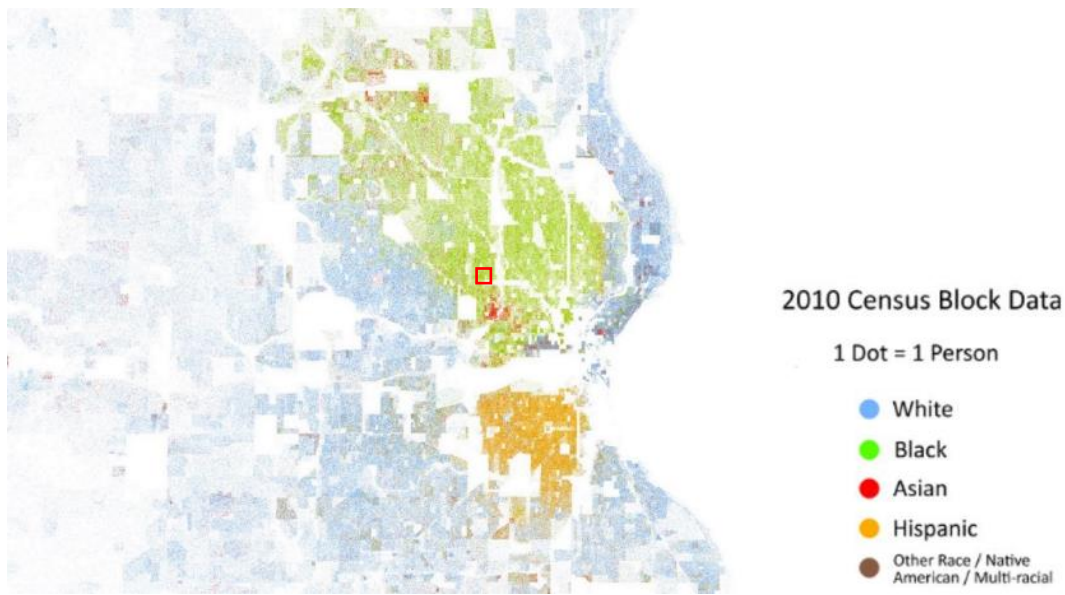 2010 Census Block Data
1 Dot = 1 Person
White
Black
Asian
Hispanic
Other Race / Native
American / Multi-racial